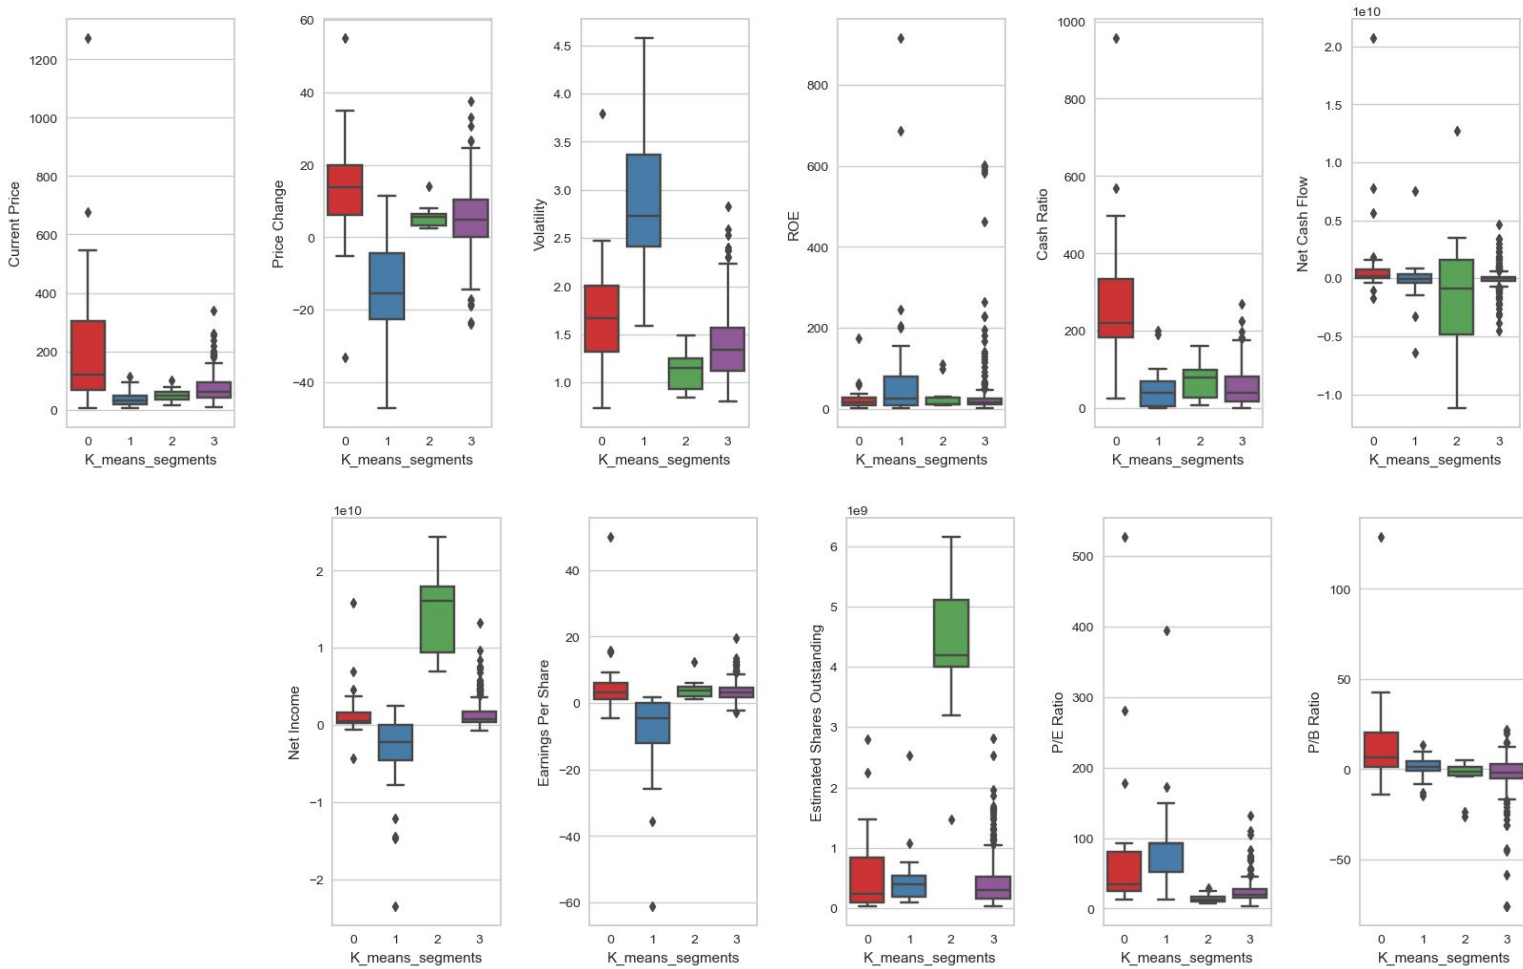 1e10
Current Price
1200
1000
800
600
400
200
0
0 1 2 3
K_means_segments
Price Change
60
40
20
0
−20
−40
0 1 2 3
K_means_segments
Volatility
4.5
4.0
3.5
3.0
2.5
2.0
1.5
1.0
0 1 2 3
K_means_segments
ROE
800
600
400
200
0
0 1 2 3
K_means_segments
Cash Ratio
1000
800
600
400
200
0
0 1 2 3
K_means_segments
Net Cash Flow
2.0
1.5
1.0
0.5
0.0
−0.5
−1.0
0 1 2 3
K_means_segments
1e10
Net Income
2
1
0
−1
−2
0 1 2 3
K_means_segments
Earnings Per Share
40
20
0
−20
−40
−60
0 1 2 3
K_means_segments
1e9
Estimated Shares Outstanding
6
5
4
3
2
1
0
0 1 2 3
K_means_segments
P/E Ratio
500
400
300
200
100
0
0 1 2 3
K_means_segments
P/B Ratio
100
50
0
−50
0 1 2 3
K_means_segments